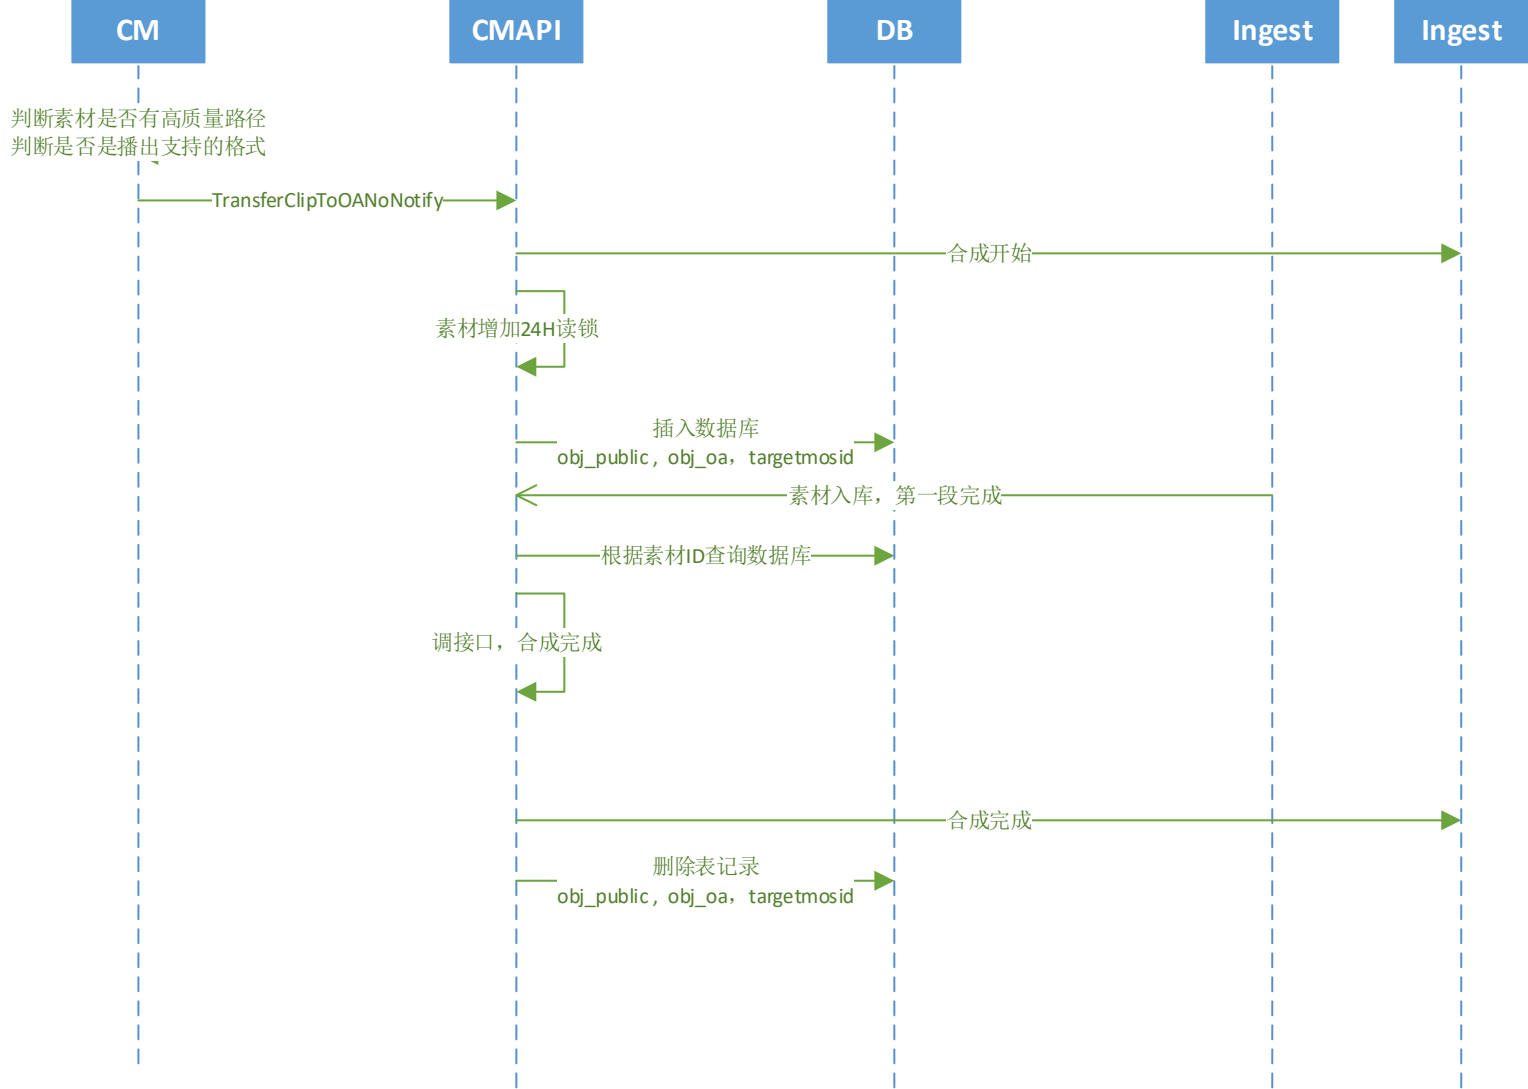 CM
CMAPI
DB
Ingest
Ingest
判断素材是否有高质量路径
判断是否是播出支持的格式
TransferClipToOANoNotify
合成开始
素材增加24H读锁
插入数据库
obj_public , obj_oa，targetmosid
素材入库，第一段完成
根据素材ID查询数据库
调接口，合成完成
合成完成
删除表记录
obj_public , obj_oa，targetmosid